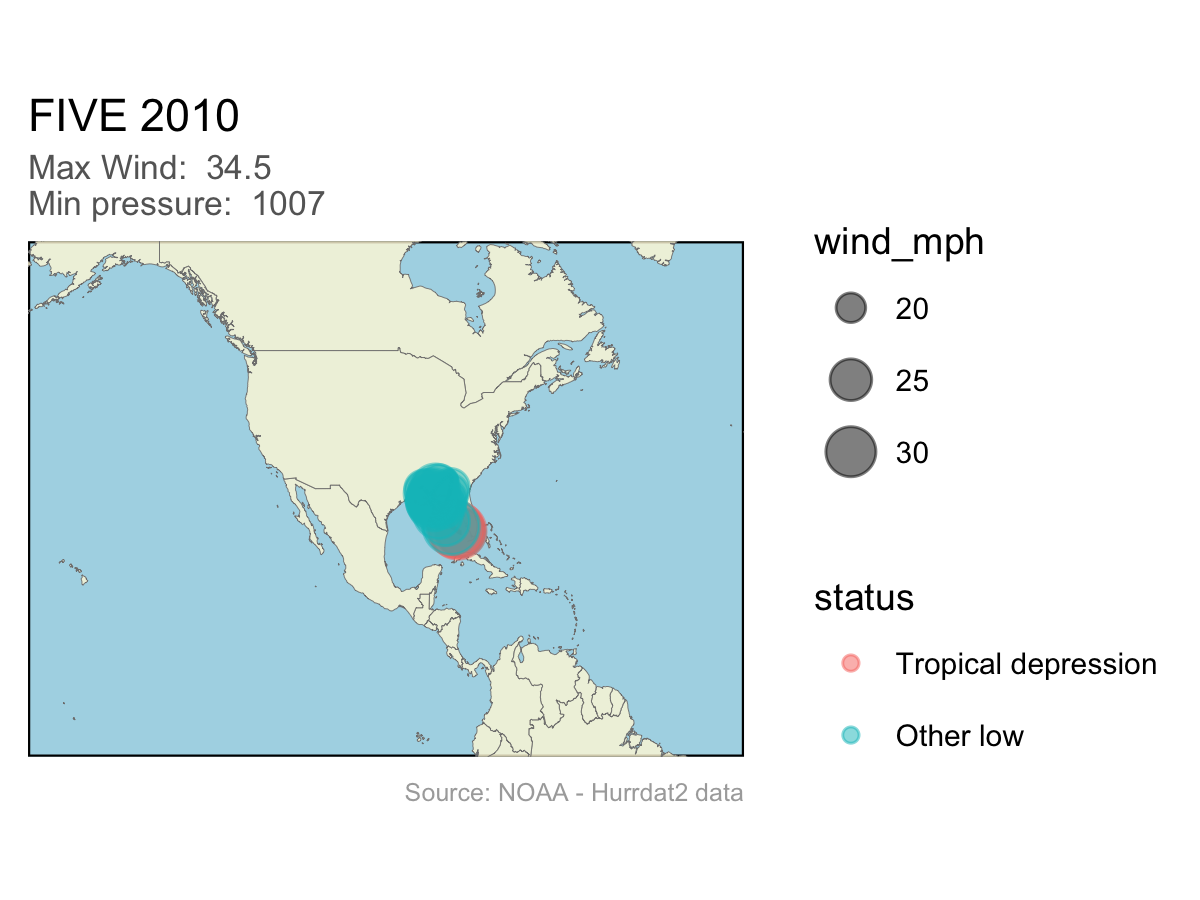 FIVE 2010
Max Wind:  34.5
Min pressure:  1007
wind_mph
20
25
30
status
Tropical depression
Other low
Source: NOAA - Hurrdat2 data